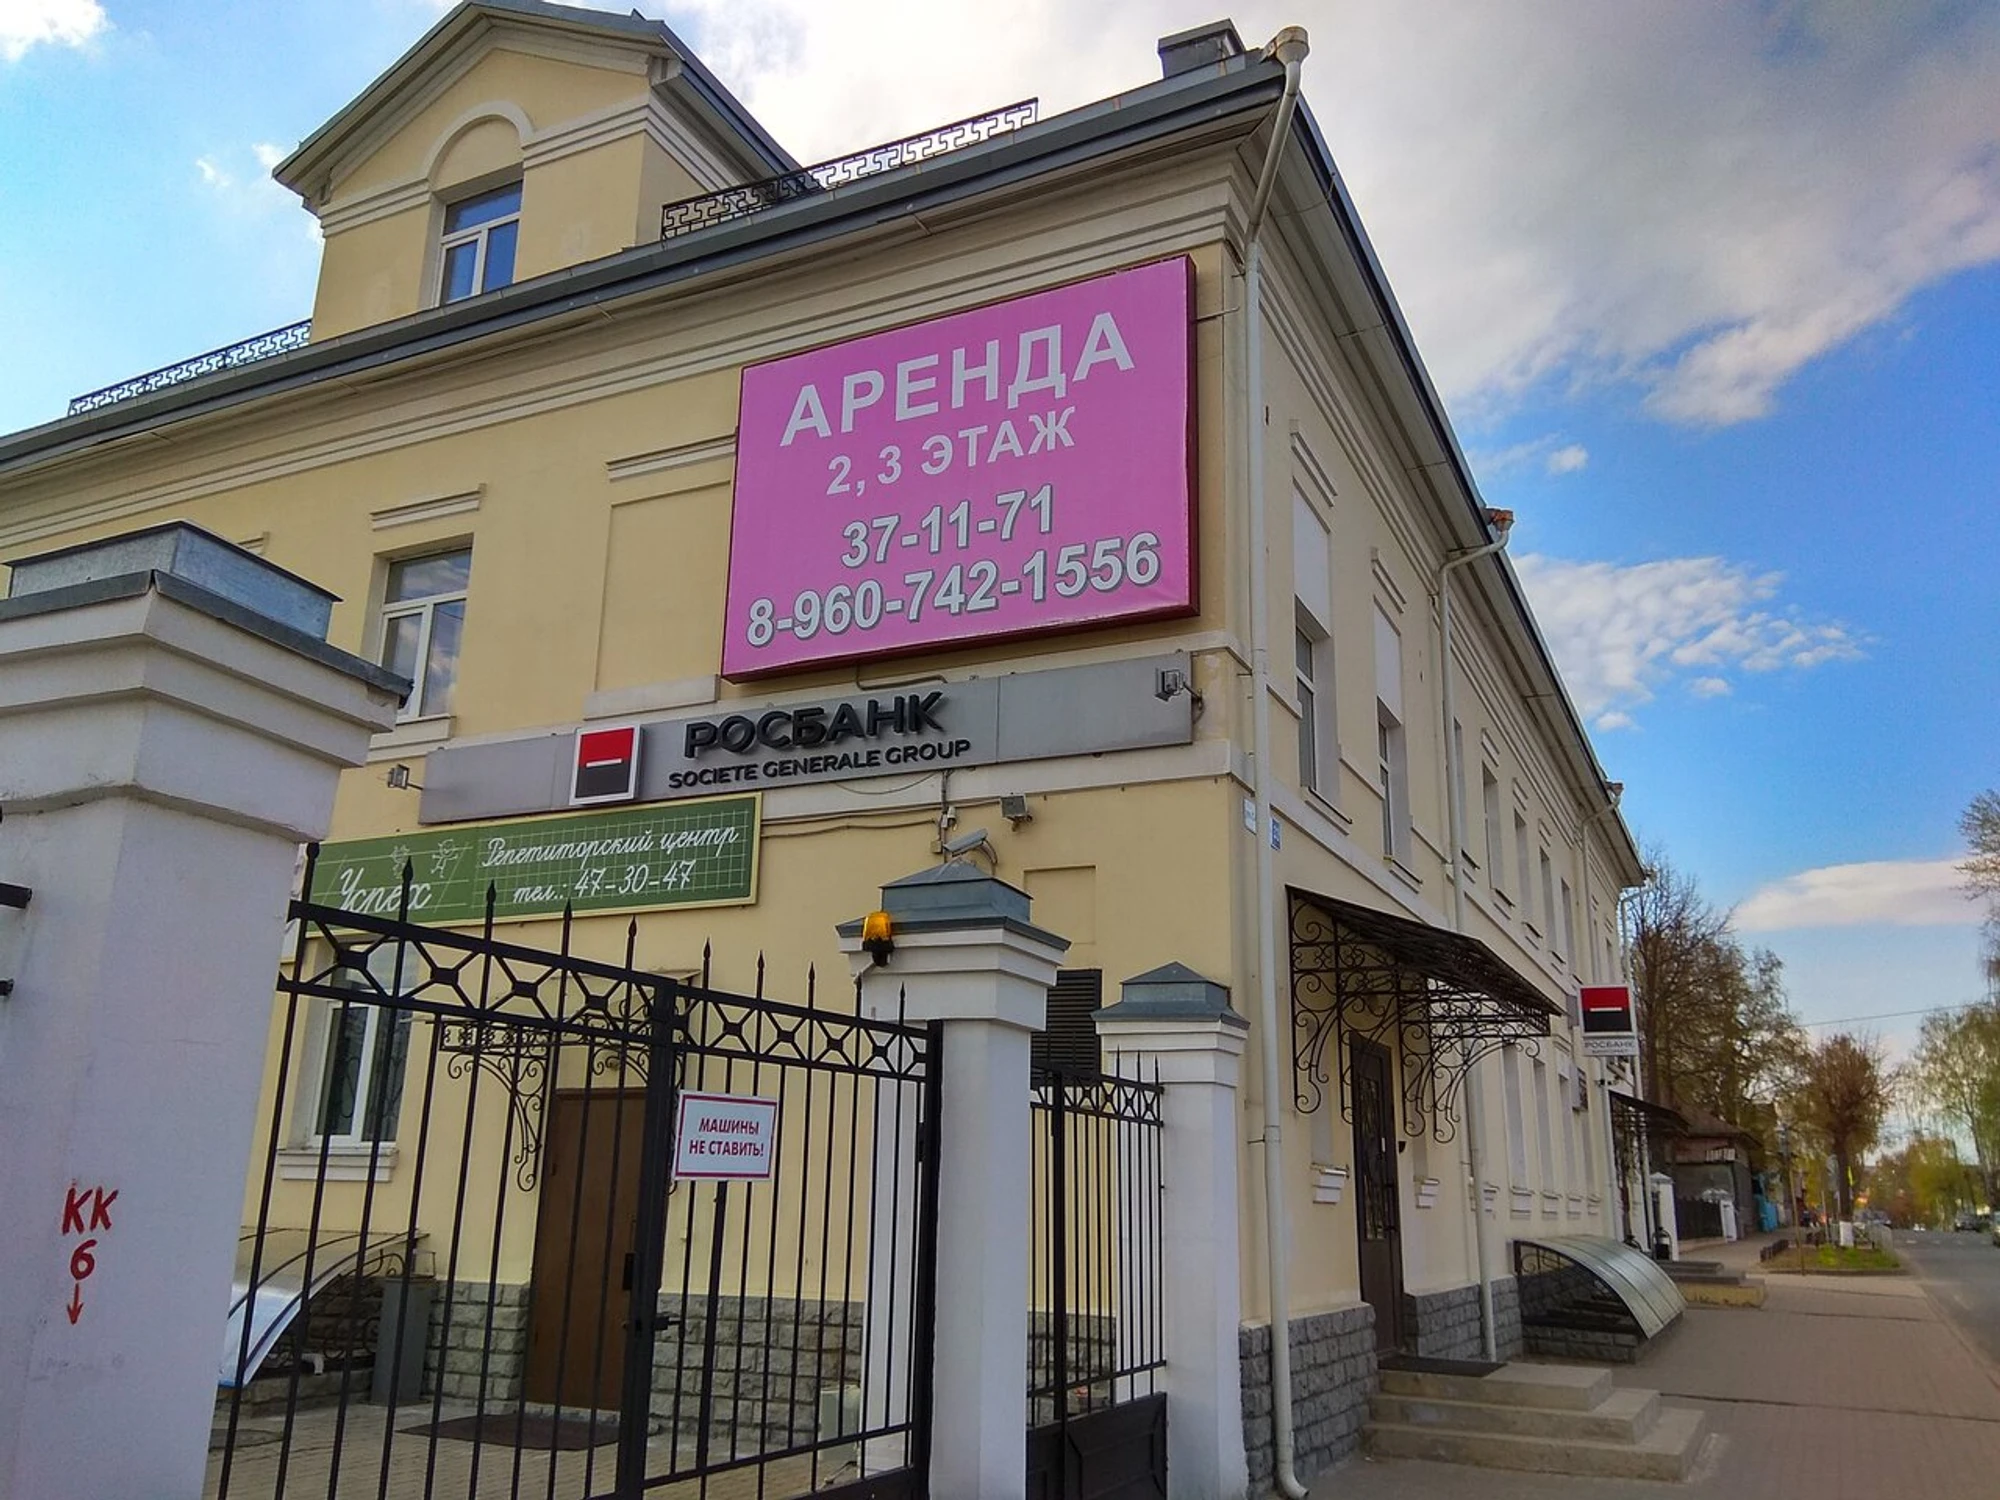 АРЕНДА
2, 3 ЭТАЖ
37-11-71
8-960-742-1556
РОСБАНК
SOCIETE GENERALE GROUP
Репетиторский центр
Успех
тел.: 47-30-47
РОСБАНК
МАШИНЫ
НЕ СТАВИТЬ!
КК
6